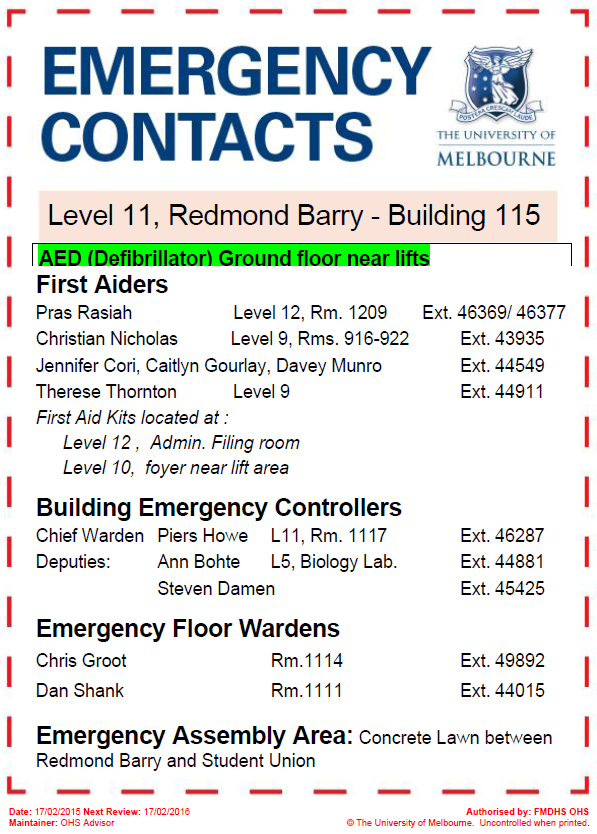 EMERGENCY
CONTACTS
POSTERA CRESCAM LAUDE
THE UNIVERSITY OF
MELBOURNE
Level 11, Redmond Barry - Building 115
AED (Defibrillator) Ground floor near lifts
First Aiders
Pras Rasiah Level 12, Rm. 1209 Ext. 46369/ 46377
Christian Nicholas Level 9, Rms. 916-922 Ext. 43935
Jennifer Cori, Caitlyn Gourlay, Davey Munro Ext. 44549
Therese Thornton Level 9 Ext. 44911
First Aid Kits located at :
Level 12 , Admin. Filing room
Level 10, foyer near lift area
Building Emergency Controllers
Chief Warden Piers Howe L11, Rm. 1117 Ext. 46287
Deputies: Ann Bohte L5, Biology Lab. Ext. 44881
Steven Damen Ext. 45425
Emergency Floor Wardens
Chris Groot Rm.1114 Ext. 49892
Dan Shank Rm.1111 Ext. 44015
Emergency Assembly Area: Concrete Lawn between
Redmond Barry and Student Union
Date: 17/02/2015 Next Review: 17/02/2016 Authorised by: FMDHS OHS
Maintainer: OHS Advisor © The University of Melbourne. Uncontrolled when printed.